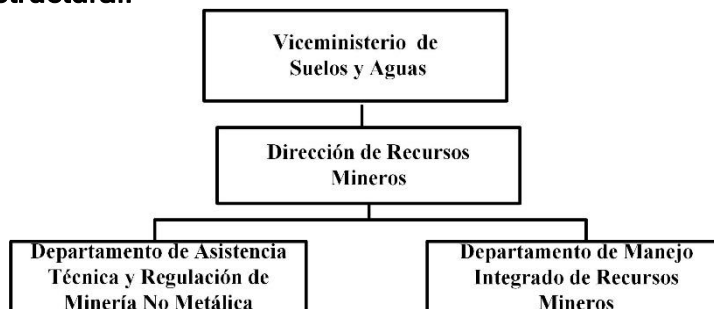 Viceministerio de
Suelos y Aguas
Dirección de Recursos
Mineros
Departamento de Asistencia
Técnica y Regulación de
Minería No Metálica
Departamento de Manejo
Integrado de Recursos
Mineros